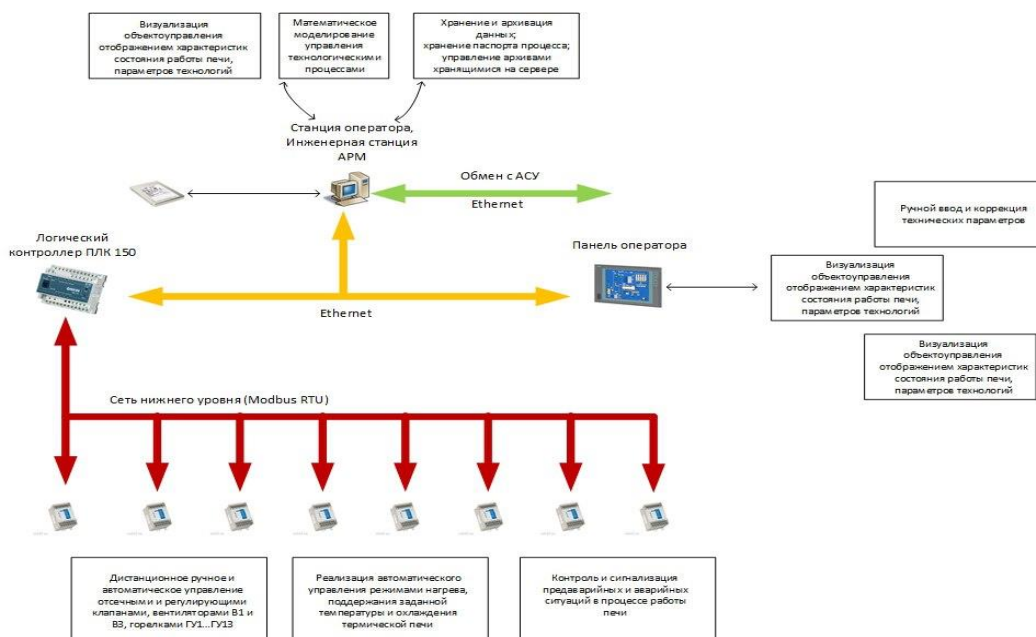 Визуализация
объектоуправления
отображением характеристик
состояния работы печи,
параметров технологий
Математическое
моделирование
управления
технологическими
процессами
Хранение и архивация
данных;
хранение паспорта процесса;
управление архивами
хранящимися на сервере
Станция оператора,
Инженерная станция
АРМ
Обмен с АСУ
Ethernet
Ручной ввод и коррекция
технических параметров
Логический
контроллер ПЛК 150
Панель оператора
Визуализация
объектоуправления
отображением характеристик
состояния работы печи,
параметров технологий
Ethernet
Визуализация
объектоуправления
отображением характеристик
состояния работы печи,
параметров технологий
Сеть нижнего уровня (Modbus RTU)
Дистанционное ручное и
автоматическое управление
отсечными и регулирующими
клапанами, вентиляторами В1 и
В3, горелками ГУ1...ГУ13
Реализация автоматического
управления режимами нагрева,
поддержания заданной
температуры и охлаждения
термической печи
Контроль и сигнализация
предаварийных и аварийных
ситуаций в процессе работы
печи